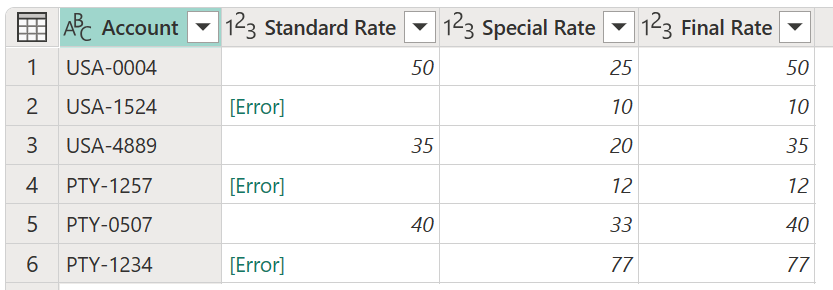 ABC Account 123 Standard Rate 123 Special Rate 123 Final Rate
1 USA-0004 50 25 50
2 USA-1524 [Error] 10 10
3 USA-4889 35 20 35
4 PTY-1257 [Error] 12 12
5 PTY-0507 40 33 40
6 PTY-1234 [Error] 77 77